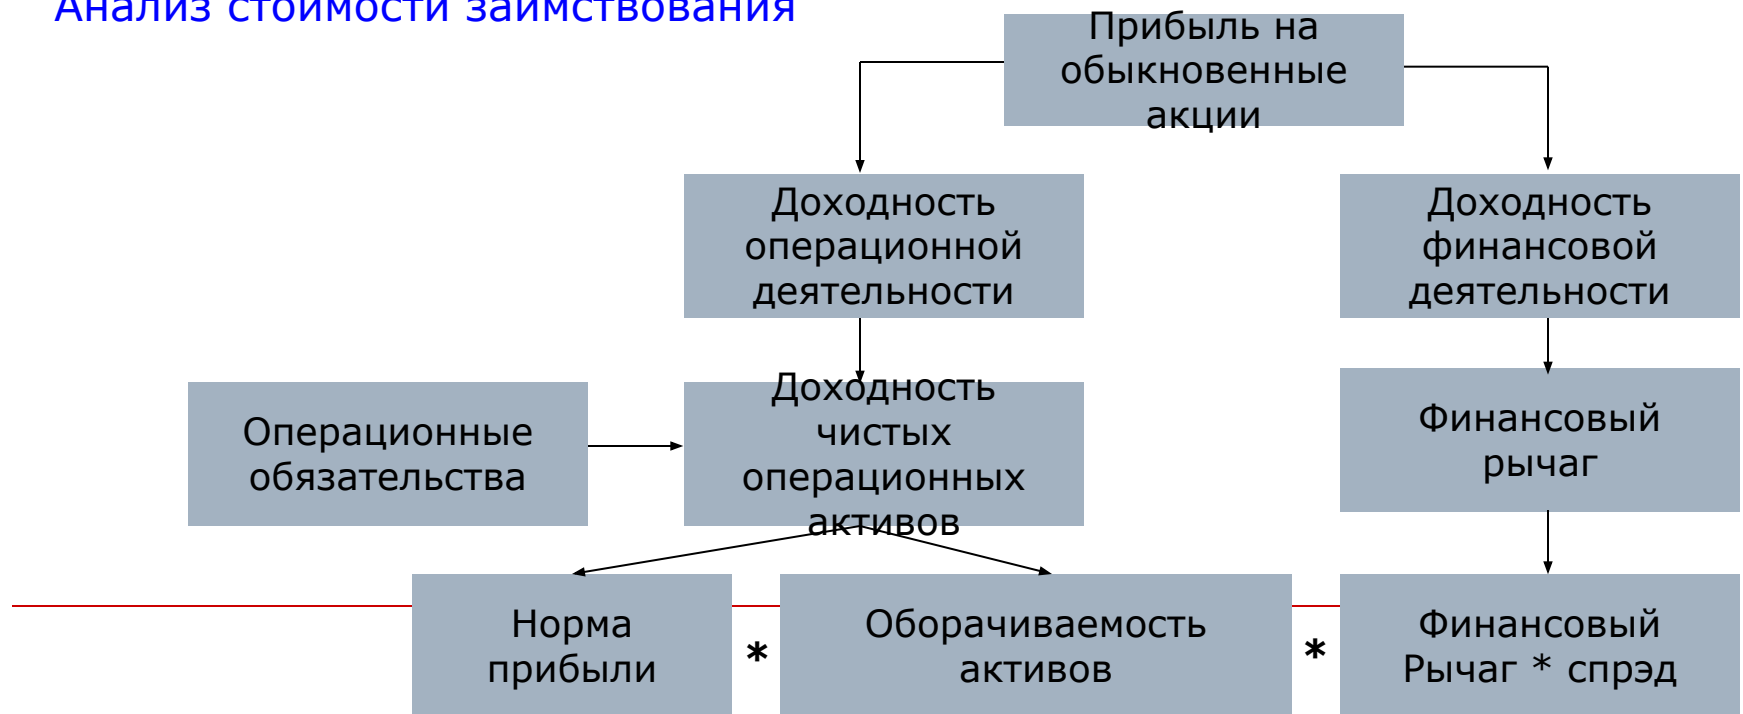 Анализ стоимости заимствования
Прибыль на
обыкновенные
акции
Доходность
операционной
деятельности
Доходность
финансовой
деятельности
Операционные
обязательства
Доходность
чистых
операционных
активов
Финансовый
рычаг
Норма
прибыли
*
Оборачиваемость
активов
*
Финансовый
Рычаг * спрэд